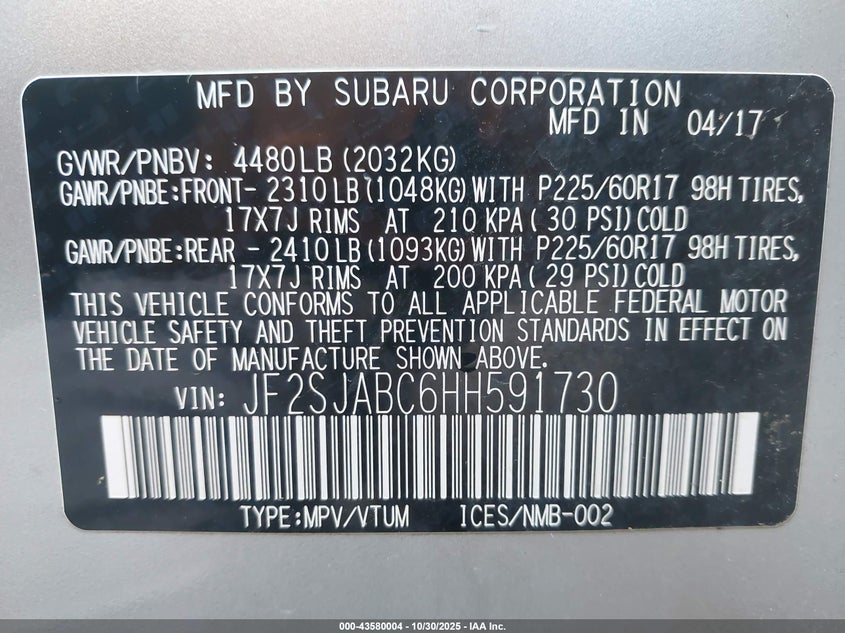 MFD BY SUBARU CORPORATION
MFD IN 04/17
GVWR/PNBV: 4480LB (2032KG)
GAWR/PNBE:FRONT- 2310 LB (1048KG) WITH P225/60R17 98H TIRES,
17X7J RIMS AT 210 KPA ( 30 PSI) COLD
GAWR/PNBE:REAR - 2410 LB (1093KG) WITH P225/60R17 98H TIRES,
17X7J RIMS AT 200 KPA ( 29 PSI) COLD
THIS VEHICLE CONFORMS TO ALL APPLICABLE FEDERAL MOTOR
VEHICLE SAFETY AND THEFT PREVENTION STANDARDS IN EFFECT ON
THE DATE OF MANUFACTURE SHOWN ABOVE.
VIN: JF2SJABC6HH591730
TYPE:MPV/VTUM ICES/NMB-002
000-43580004 - 10/30/2025 - IAA Inc.